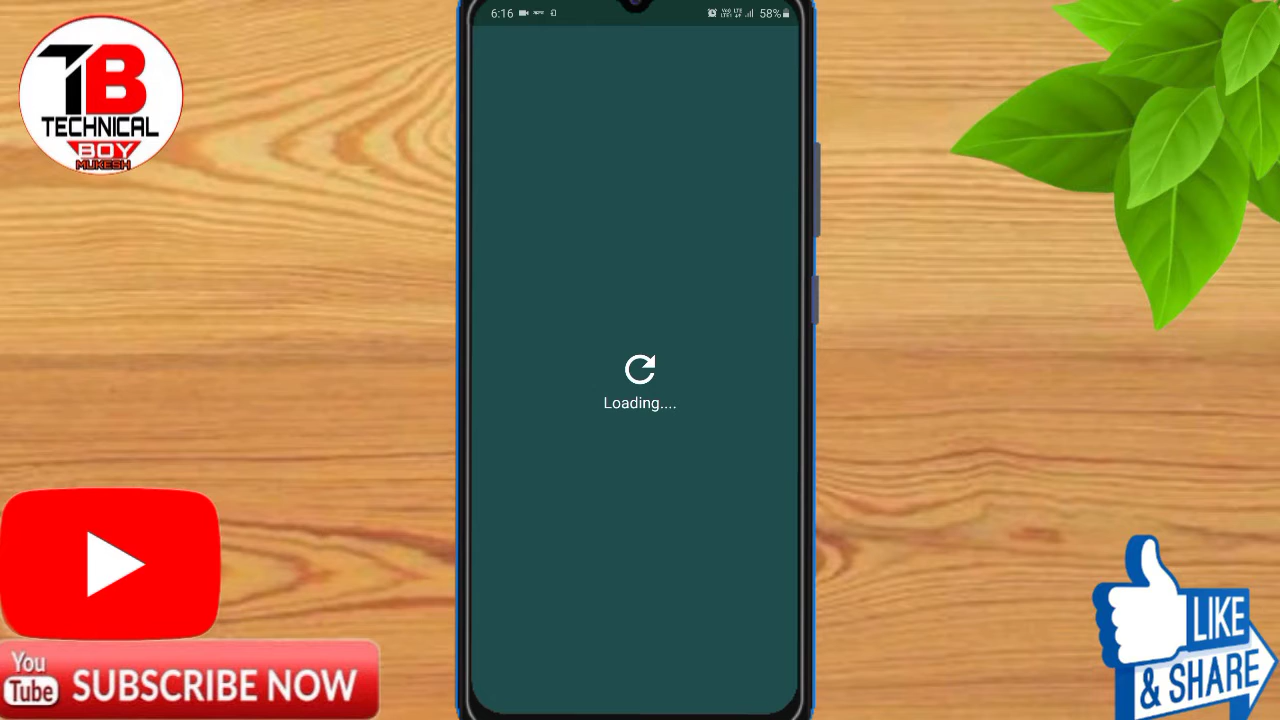 TB
TECHNICAL
BOY
MUKESH
6:16
58%
Loading....
You
Tube
SUBSCRIBE NOW
LIKE
& SHARE